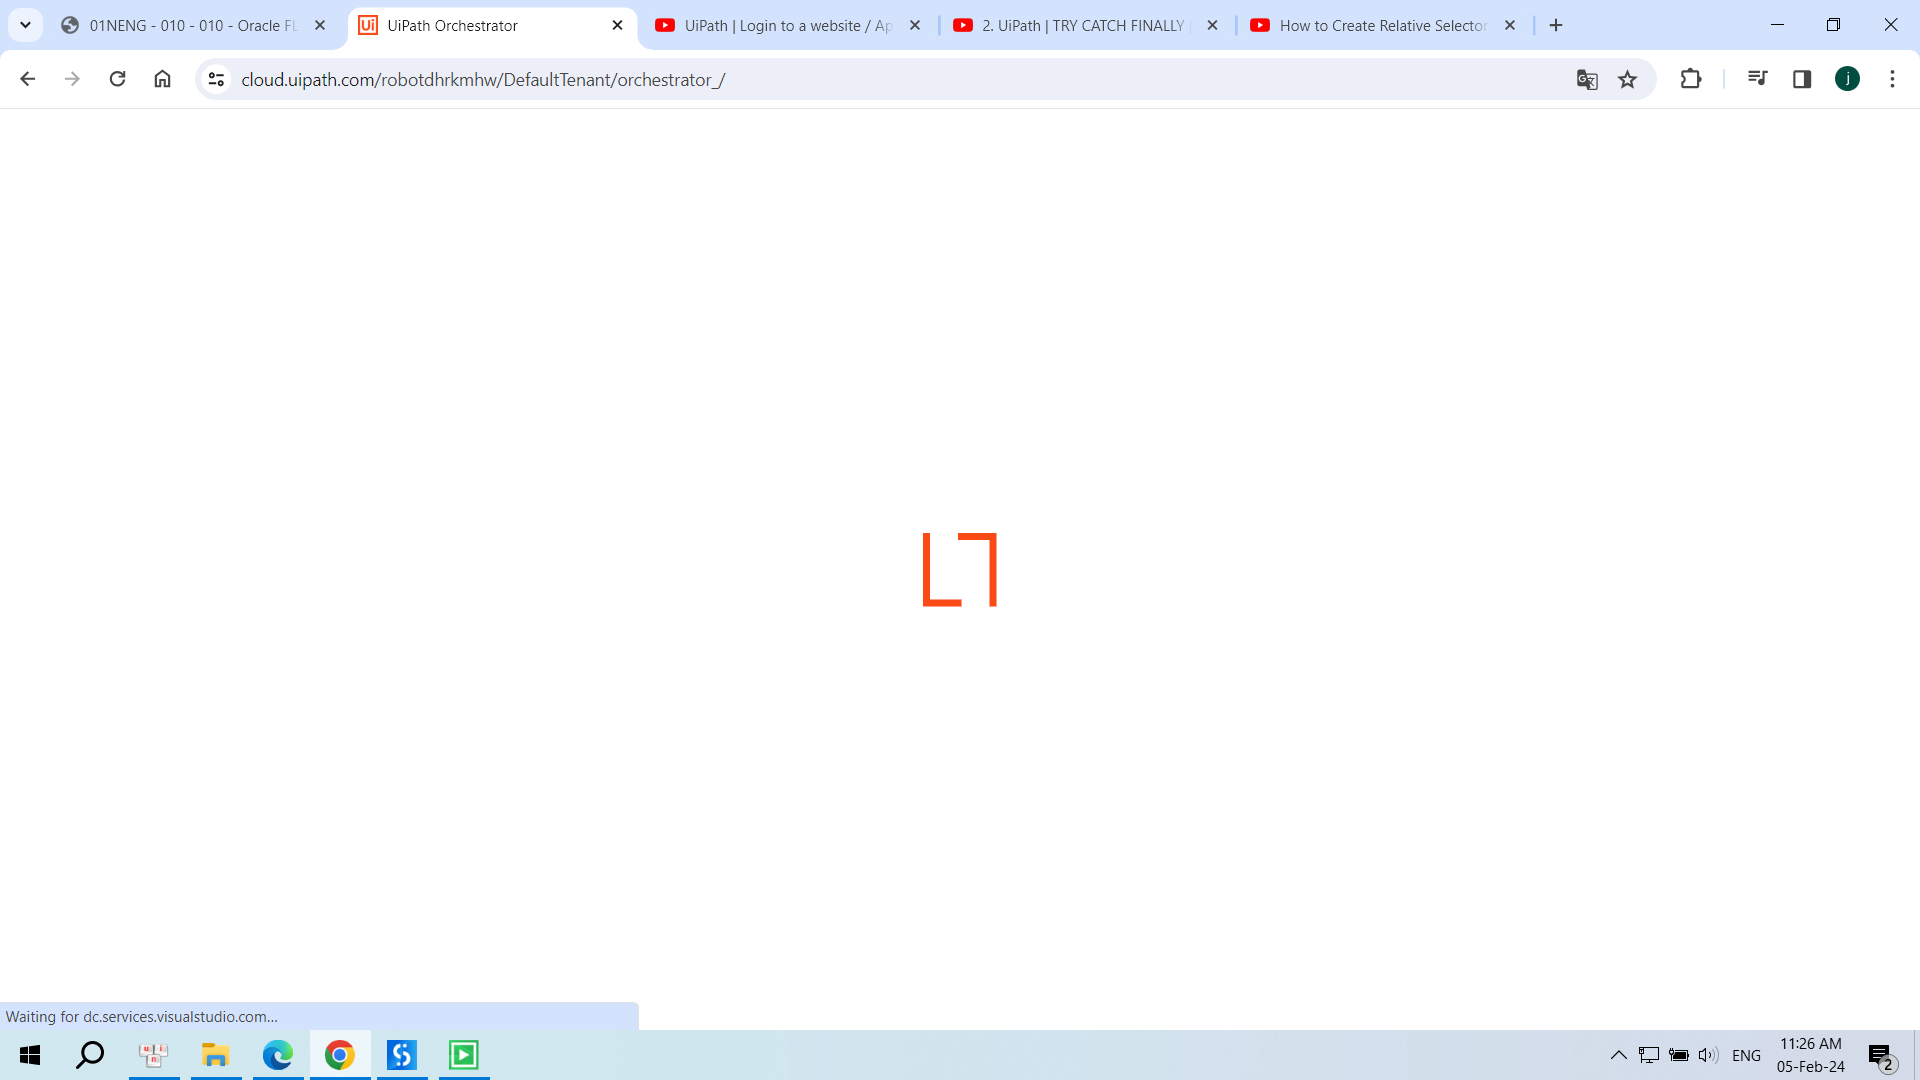 01NENG - 010 - 010 - Oracle FL
UiPath Orchestrator
UiPath | Login to a website / Ap
2. UiPath | TRY CATCH FINALLY |
How to Create Relative Selector
cloud.uipath.com/robotdhrkmhw/DefaultTenant/orchestrator_/
j
Waiting for dc.services.visualstudio.com...
ENG
11:26 AM
05-Feb-24
2